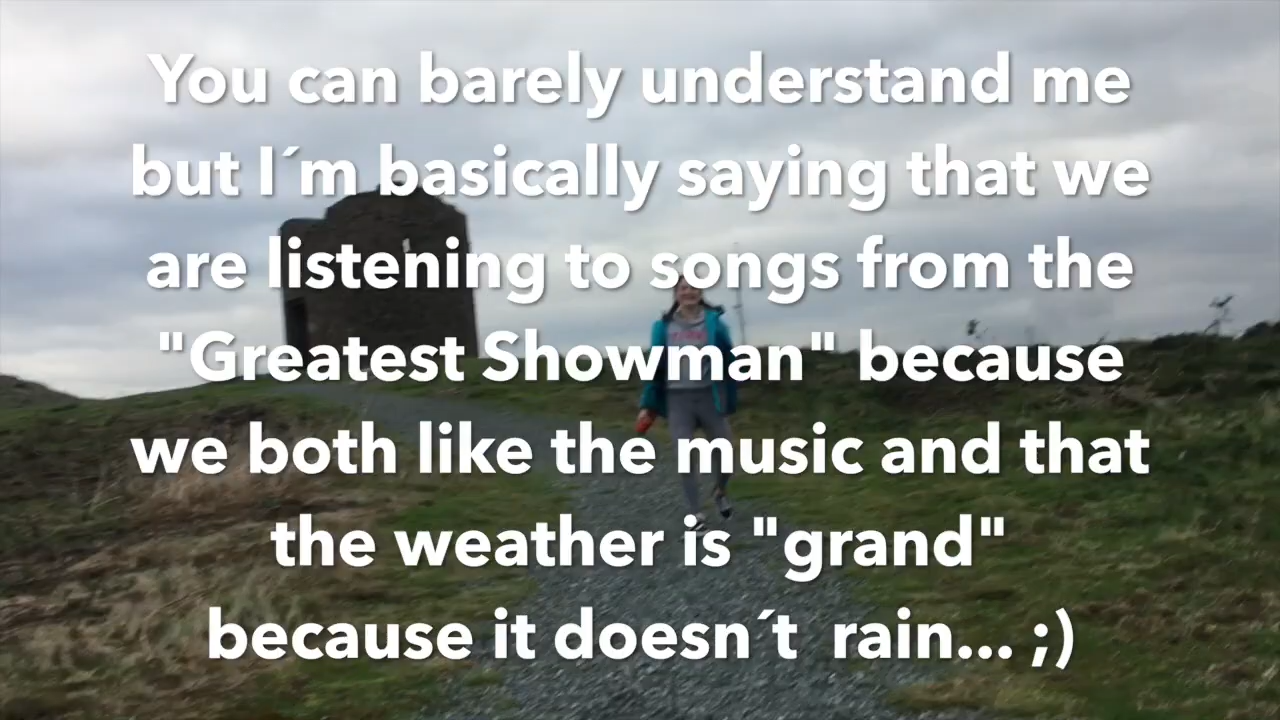 You can barely understand me
but I´m basically saying that we
are listening to songs from the
"Greatest Showman" because
we both like the music and that
the weather is "grand"
because it doesn´t  rain... ;)